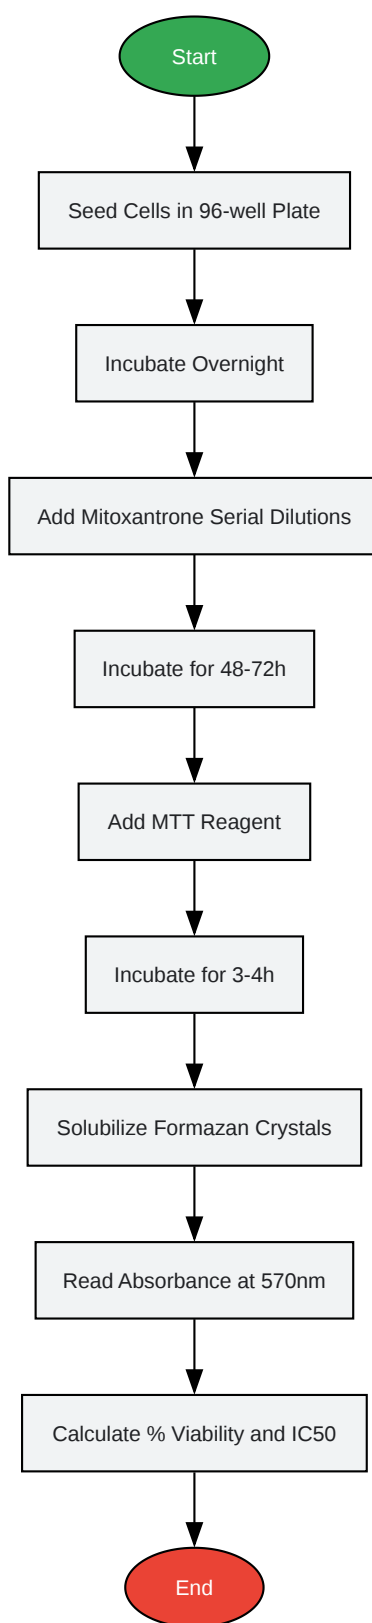 Start
Seed Cells in 96-well Plate
Incubate Overnight
Add Mitoxantrone Serial Dilutions
Incubate for 48-72h
Add MTT Reagent
Incubate for 3-4h
Solubilize Formazan Crystals
Read Absorbance at 570nm
Calculate % Viability and IC50
End